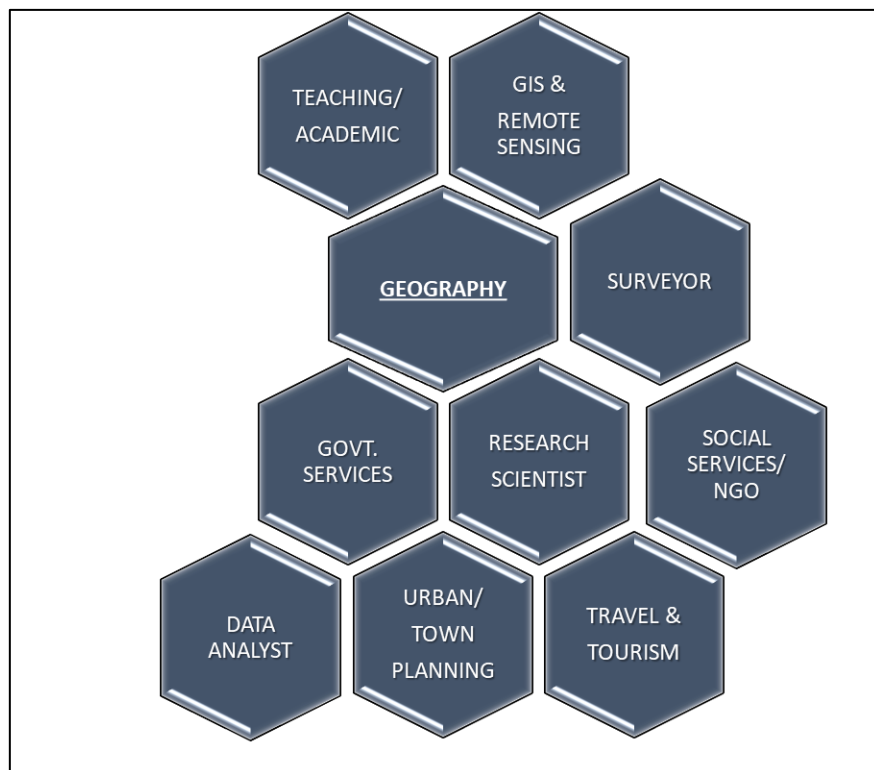 TEACHING/
ACADEMIC
GIS &
REMOTE
SENSING
GEOGRAPHY
SURVEYOR
GOVT.
SERVICES
RESEARCH
SCIENTIST
SOCIAL
SERVICES/
NGO
DATA
ANALYST
URBAN/
TOWN
PLANNING
TRAVEL &
TOURISM